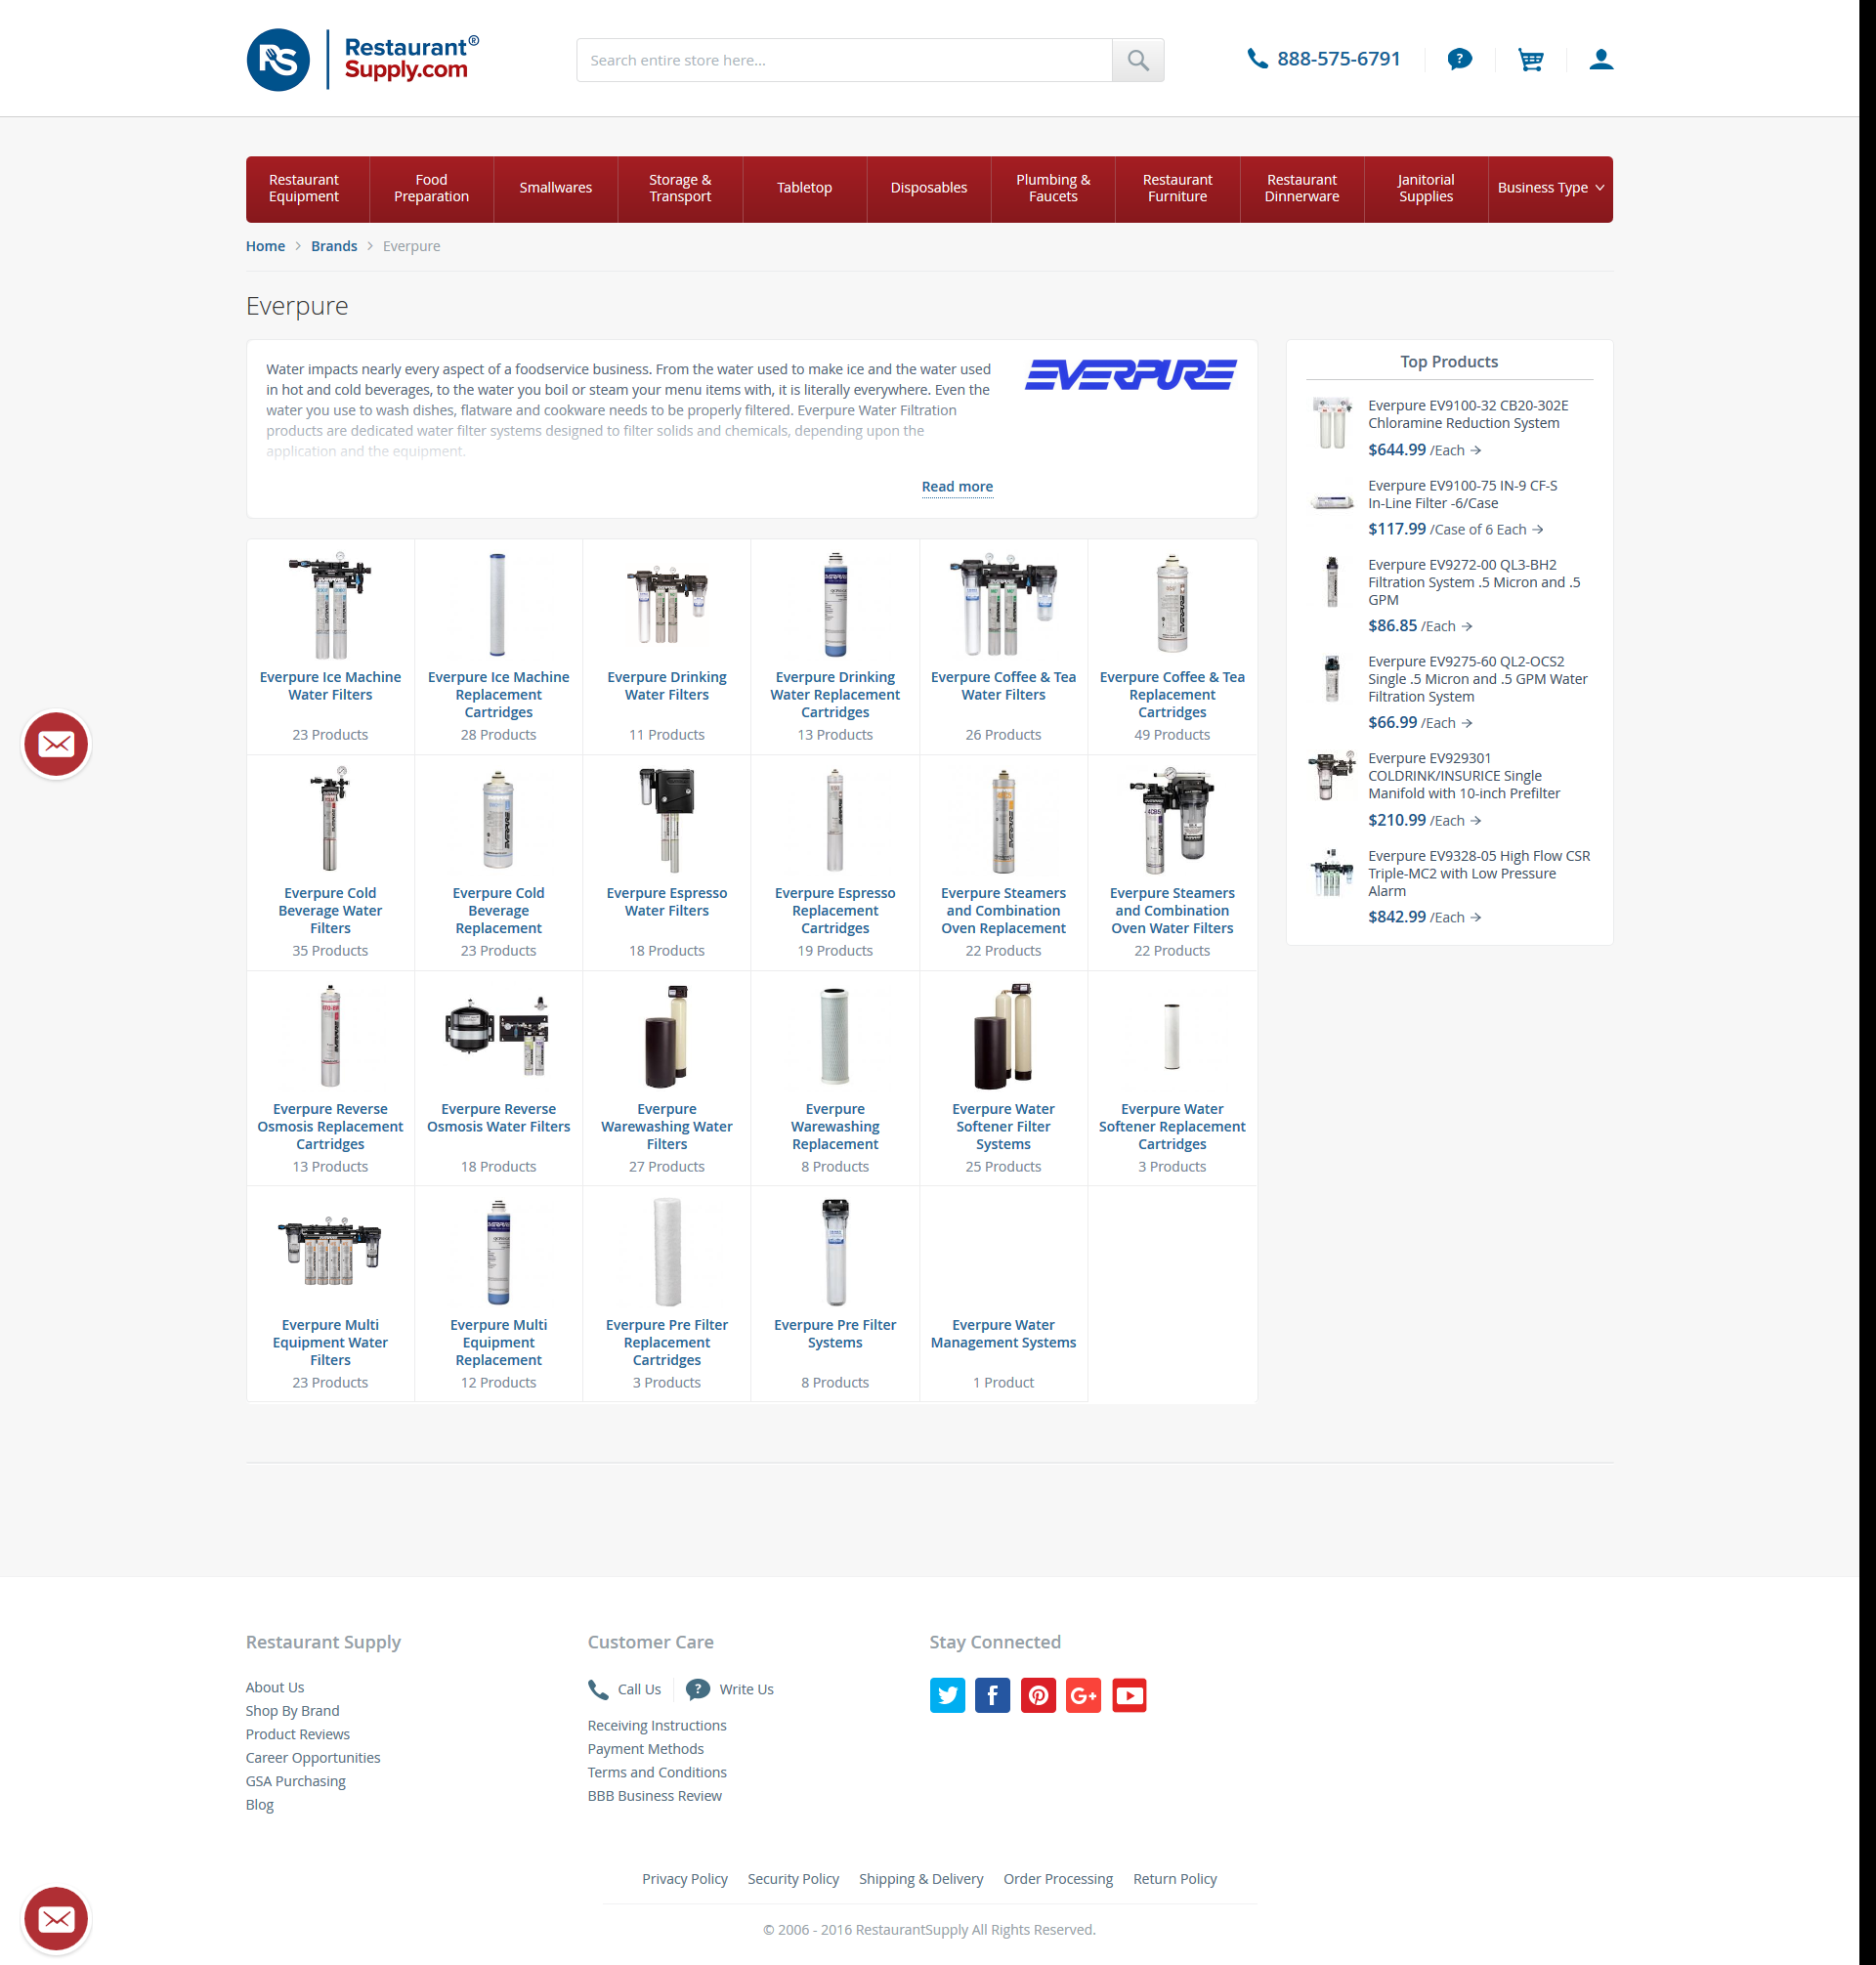 RS
Restaurant®
Supply.com
Search entire store here...
888-575-6791
Restaurant
Equipment
Food
Preparation
Smallwares
Storage &
Transport
Tabletop
Disposables
Plumbing &
Faucets
Restaurant
Furniture
Restaurant
Dinnerware
Janitorial
Supplies
Business Type
Home
Brands
Everpure
Everpure
Water impacts nearly every aspect of a foodservice business. From the water used to make ice and the water used
in hot and cold beverages, to the water you boil or steam your menu items with, it is literally everywhere. Even the
water you use to wash dishes, flatware and cookware needs to be properly filtered. Everpure Water Filtration
products are dedicated water filter systems designed to filter solids and chemicals, depending upon the
application and the equipment.
Read more
EVERPURE
Everpure Ice Machine
Water Filters
23 Products
Everpure Ice Machine
Replacement
Cartridges
28 Products
Everpure Drinking
Water Filters
11 Products
Everpure Drinking
Water Replacement
Cartridges
13 Products
Everpure Coffee & Tea
Water Filters
26 Products
Everpure Coffee & Tea
Replacement
Cartridges
49 Products
Everpure Cold
Beverage Water
Filters
35 Products
Everpure Cold
Beverage
Replacement
23 Products
Everpure Espresso
Water Filters
18 Products
Everpure Espresso
Replacement
Cartridges
19 Products
Everpure Steamers
and Combination
Oven Replacement
22 Products
Everpure Steamers
and Combination
Oven Water Filters
22 Products
Everpure Reverse
Osmosis Replacement
Cartridges
13 Products
Everpure Reverse
Osmosis Water Filters
18 Products
Everpure
Warewashing Water
Filters
27 Products
Everpure
Warewashing
Replacement
8 Products
Everpure Water
Softener Filter
Systems
25 Products
Everpure Water
Softener Replacement
Cartridges
3 Products
Everpure Multi
Equipment Water
Filters
23 Products
Everpure Multi
Equipment
Replacement
12 Products
Everpure Pre Filter
Replacement
Cartridges
3 Products
Everpure Pre Filter
Systems
8 Products
Everpure Water
Management Systems
1 Product
Top Products
Everpure EV9100-32 CB20-302E
Chloramine Reduction System
$644.99 /Each
Everpure EV9100-75 IN-9 CF-S
In-Line Filter -6/Case
$117.99 /Case of 6 Each
Everpure EV9272-00 QL3-BH2
Filtration System .5 Micron and .5
GPM
$86.85 /Each
Everpure EV9275-60 QL2-OCS2
Single .5 Micron and .5 GPM Water
Filtration System
$66.99 /Each
Everpure EV929301
COLDRINK/INSURICE Single
Manifold with 10-inch Prefilter
$210.99 /Each
Everpure EV9328-05 High Flow CSR
Triple-MC2 with Low Pressure
Alarm
$842.99 /Each
Restaurant Supply
About Us
Shop By Brand
Product Reviews
Career Opportunities
GSA Purchasing
Blog
Customer Care
Call Us
Write Us
Receiving Instructions
Payment Methods
Terms and Conditions
BBB Business Review
Stay Connected
Privacy Policy
Security Policy
Shipping & Delivery
Order Processing
Return Policy
© 2006 - 2016 RestaurantSupply All Rights Reserved.